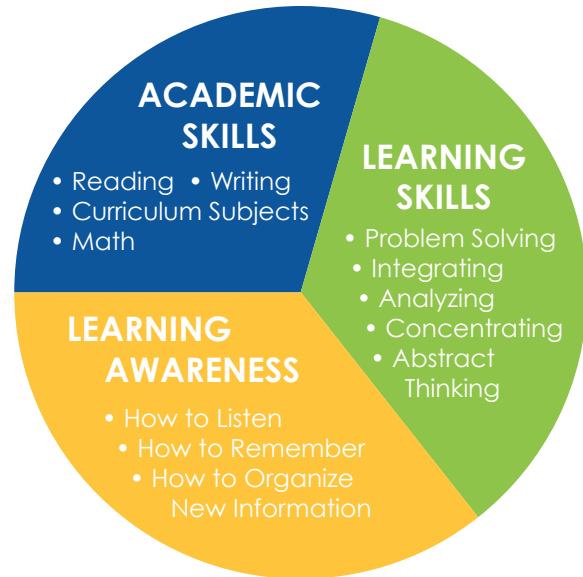 ACADEMIC
SKILLS
• Reading • Writing
• Curriculum Subjects
• Math
LEARNING
SKILLS
• Problem Solving
• Integrating
• Analyzing
• Concentrating
• Abstract
Thinking
LEARNING
AWARENESS
• How to Listen
• How to Remember
• How to Organize
New Information